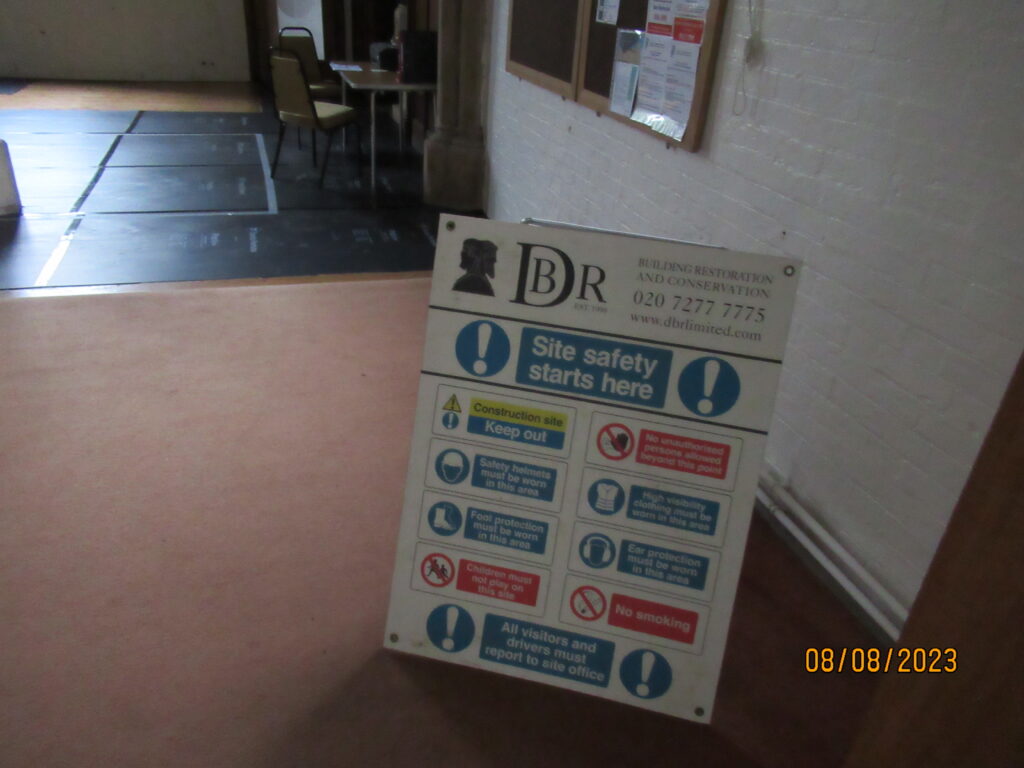 DBR
EST. 1990
BUILDING RESTORATION
AND CONSERVATION
020 7277 7775
www.dbrlimited.com
Site safety
starts here
Construction site
Keep out
No unauthorised
persons allowed
beyond this point
Safety helmets
must be worn
in this area
High visibility
clothing must be
worn in this area
Foot protection
must be worn
in this area
Ear protection
must be worn
in this area
Children must
not play on
this site
No smoking
All visitors and
drivers must
report to site office
08/08/2023